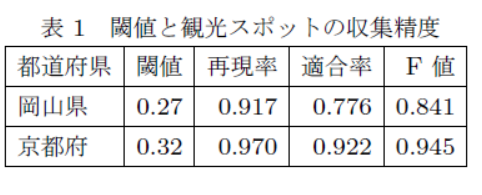 表 1 閾値と観光スポットの収集精度
都道府県 閾値 再現率 適合率 F 値
岡山県 0.27 0.917 0.776 0.841
京都府 0.32 0.970 0.922 0.945